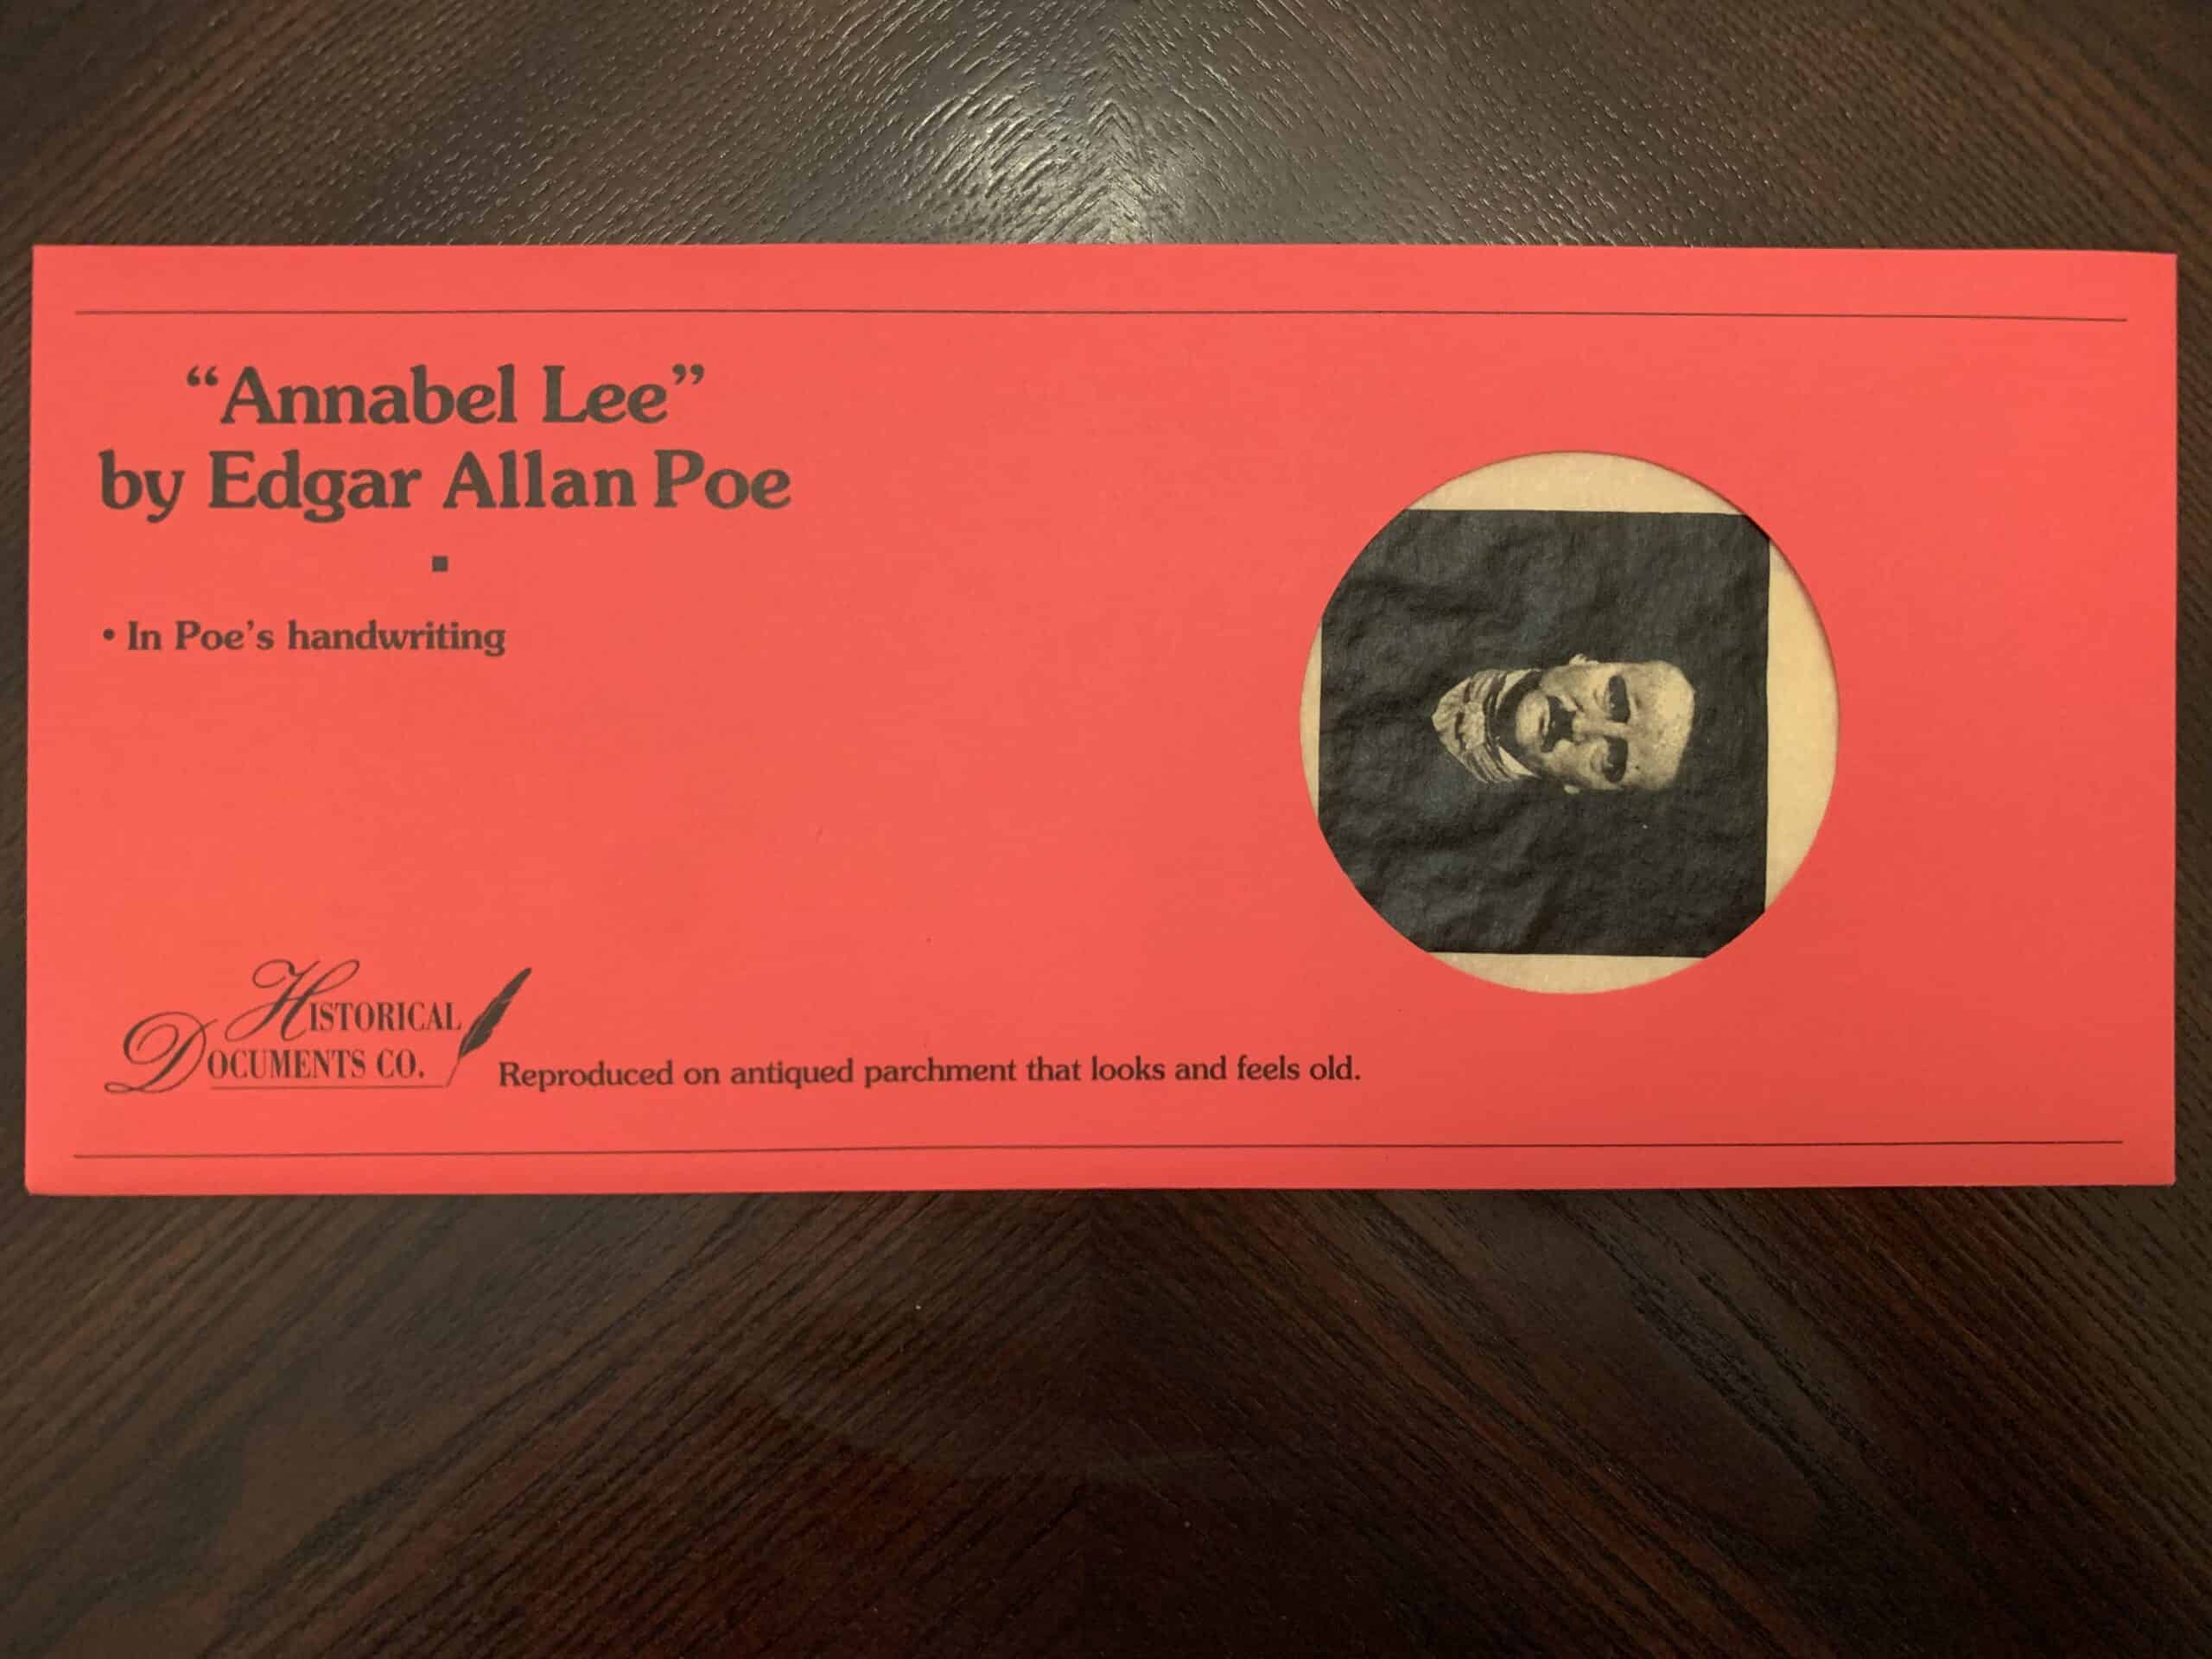 “Annabel Lee”
by Edgar Allan Poe
• In Poe’s handwriting
HISTORICAL
DOCUMENTS CO.
Reproduced on antiqued parchment that looks and feels old.